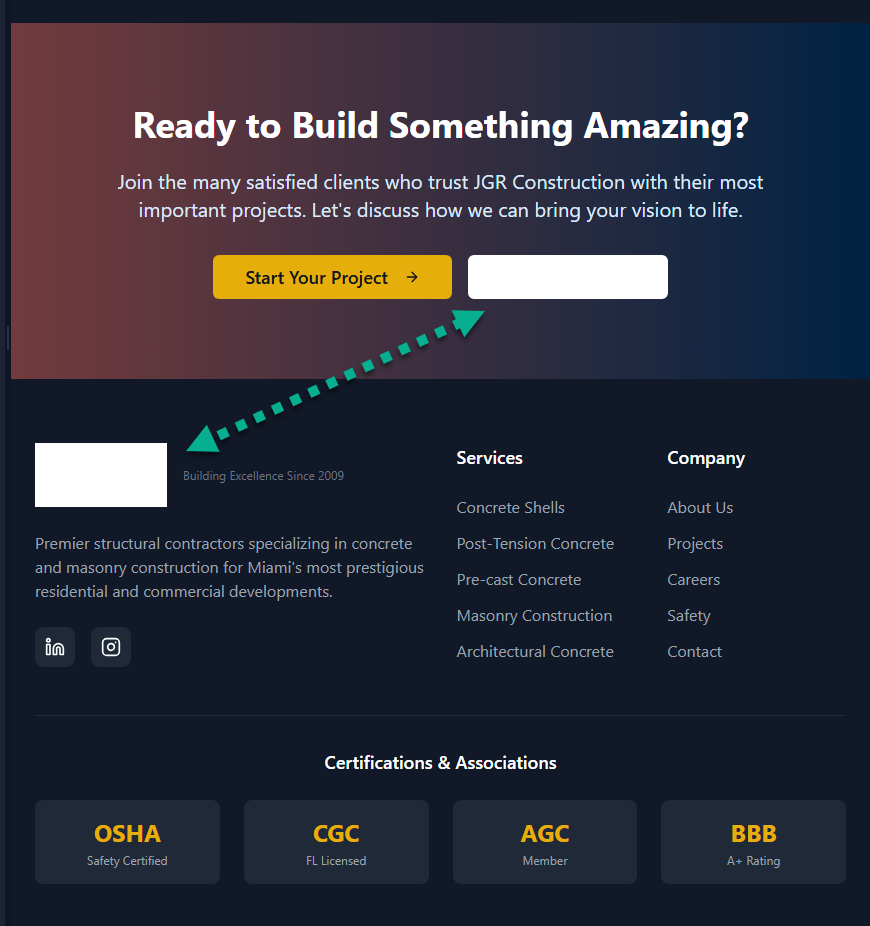 Ready to Build Something Amazing?
Join the many satisfied clients who trust JGR Construction with their most
important projects. Let's discuss how we can bring your vision to life.
Start Your Project →
Building Excellence Since 2009
Premier structural contractors specializing in concrete
and masonry construction for Miami's most prestigious
residential and commercial developments.
Services
Concrete Shells
Post-Tension Concrete
Pre-cast Concrete
Masonry Construction
Architectural Concrete
Company
About Us
Projects
Careers
Safety
Contact
Certifications & Associations
OSHA
Safety Certified
CGC
FL Licensed
AGC
Member
BBB
A+ Rating